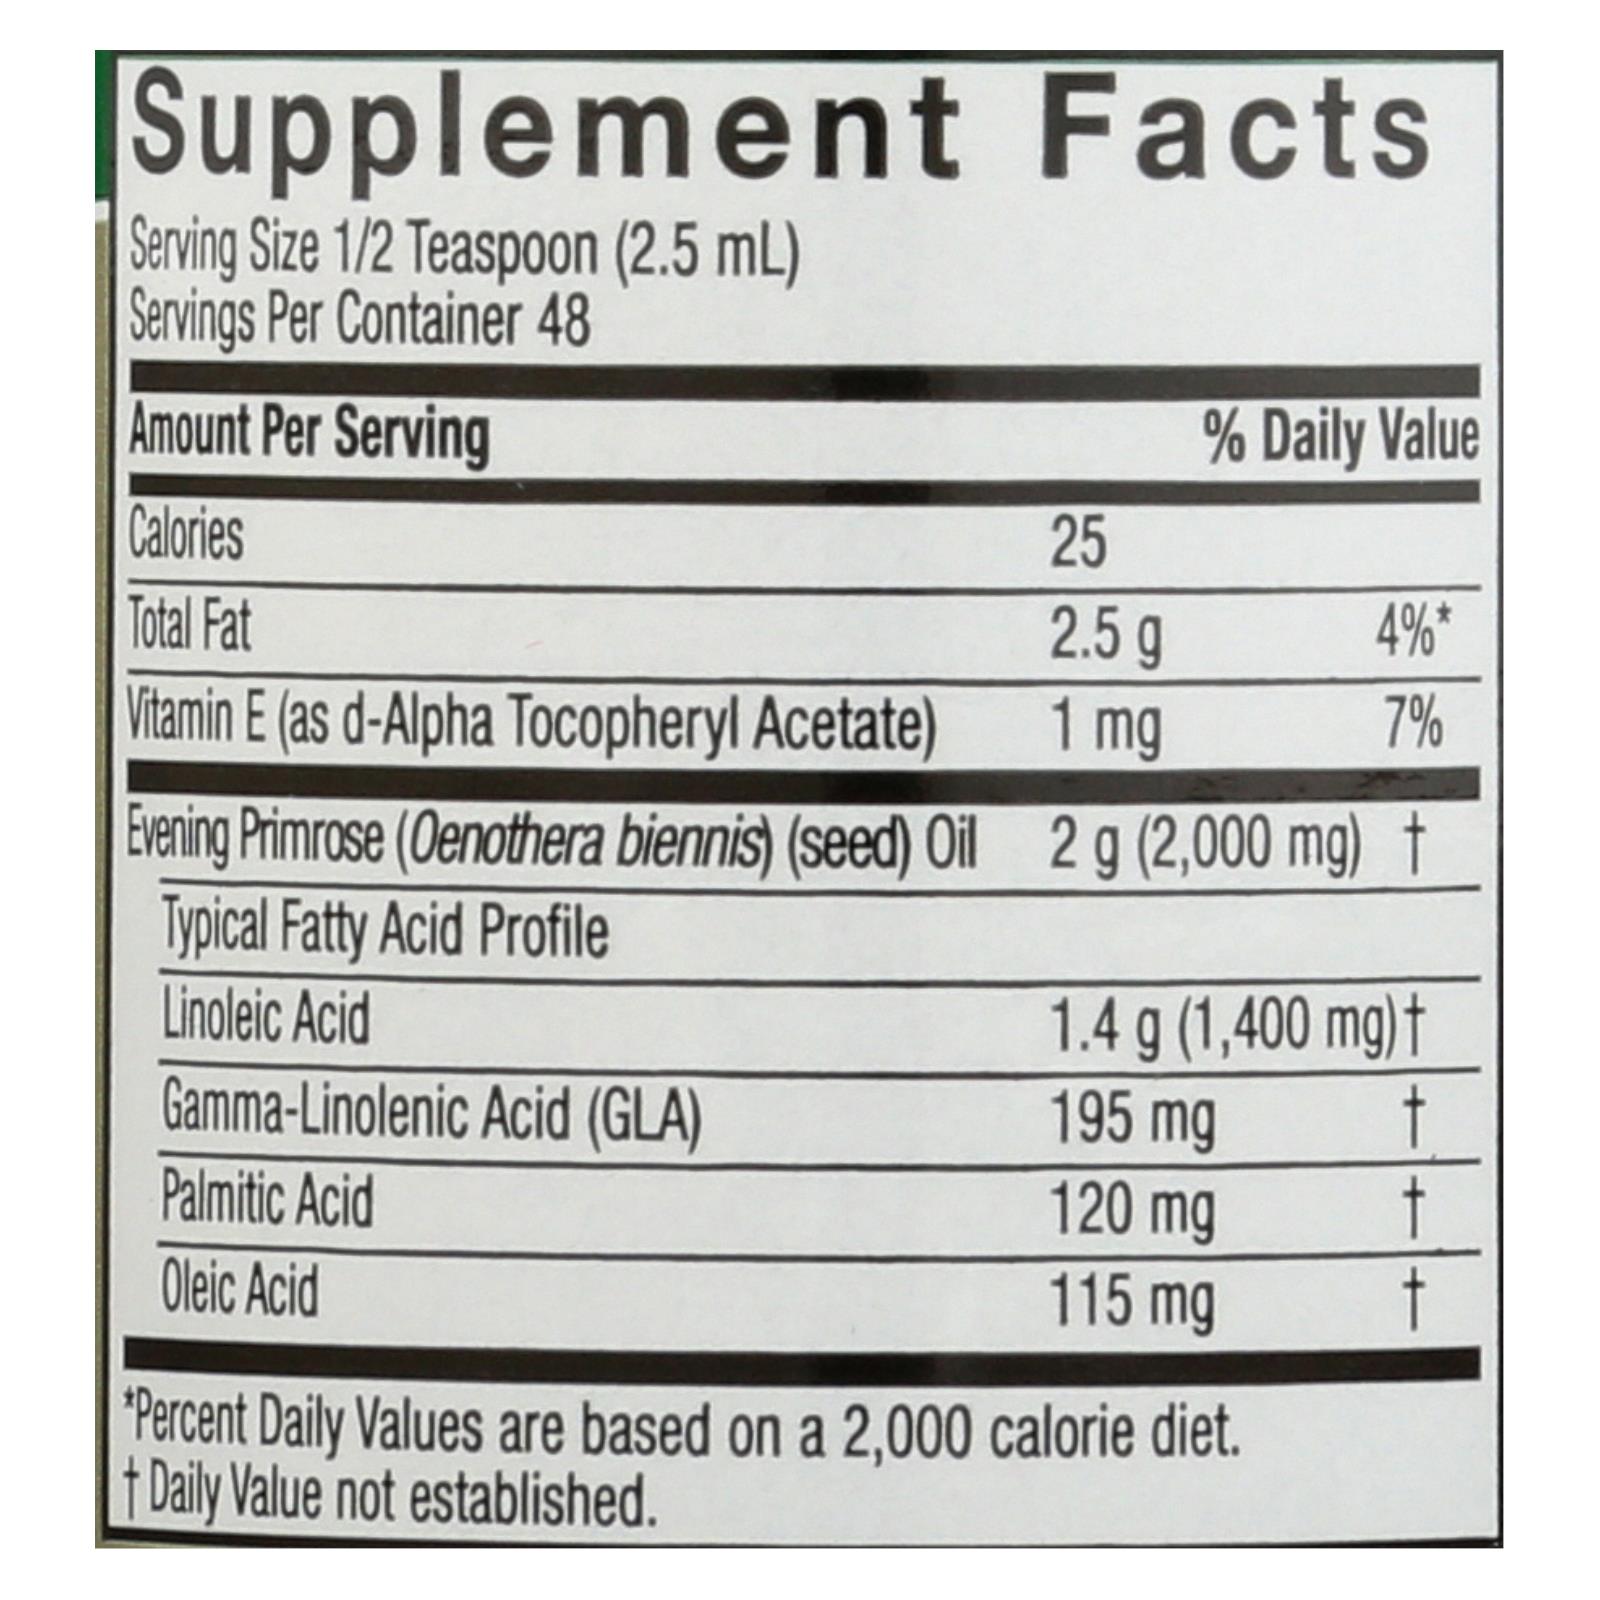 Supplement Facts
Serving Size 1/2 Teaspoon (2.5 mL)
Servings Per Container 48
Amount Per Serving % Daily Value
Calories 25
Total Fat 2.5 g 4%*
Vitamin E (as d-Alpha Tocopheryl Acetate) 1 mg 7%
Evening Primrose (Oenothera biennis) (seed) Oil 2 g (2,000 mg) †
Typical Fatty Acid Profile
Linoleic Acid 1.4 g (1,400 mg) †
Gamma-Linolenic Acid (GLA) 195 mg †
Palmitic Acid 120 mg †
Oleic Acid 115 mg †
*Percent Daily Values are based on a 2,000 calorie diet.
† Daily Value not established.